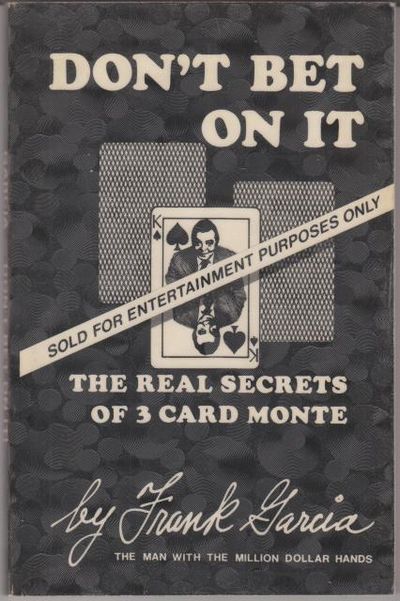 DON'T BET
ON IT
K
SOLD FOR ENTERTAINMENT PURPOSES ONLY
K
THE REAL SECRETS
OF 3 CARD MONTE
by Frank Garcia
THE MAN WITH THE MILLION DOLLAR HANDS